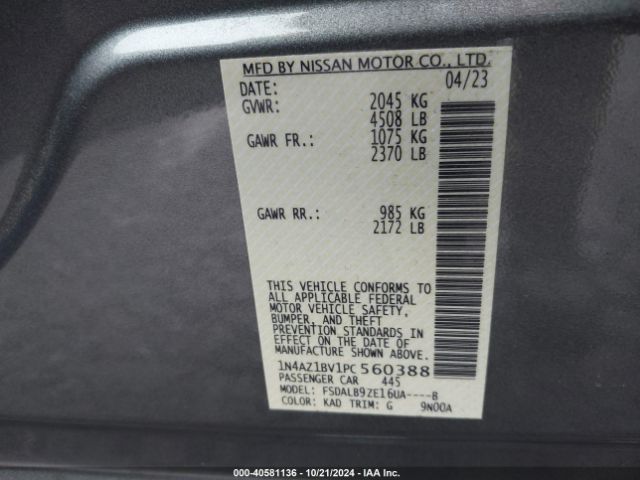 MFD BY NISSAN MOTOR CO., LTD.
DATE: 04/23
GVWR: 2045 KG
4508 LB
GAWR FR.: 1075 KG
2370 LB
GAWR RR.: 985 KG
2172 LB
THIS VEHICLE CONFORMS TO
ALL APPLICABLE FEDERAL
MOTOR VEHICLE SAFETY,
BUMPER, AND THEFT
PREVENTION STANDARDS IN
EFFECT ON THE DATE OF
MANUFACTURE SHOWN ABOVE.
1N4AZ1BV1PC560388
PASSENGER CAR 445
MODEL: FSDALB9ZE16UA----B
COLOR: KAD TRIM: G 9N00A
000-40581136 - 10/21/2024 - IAA Inc.